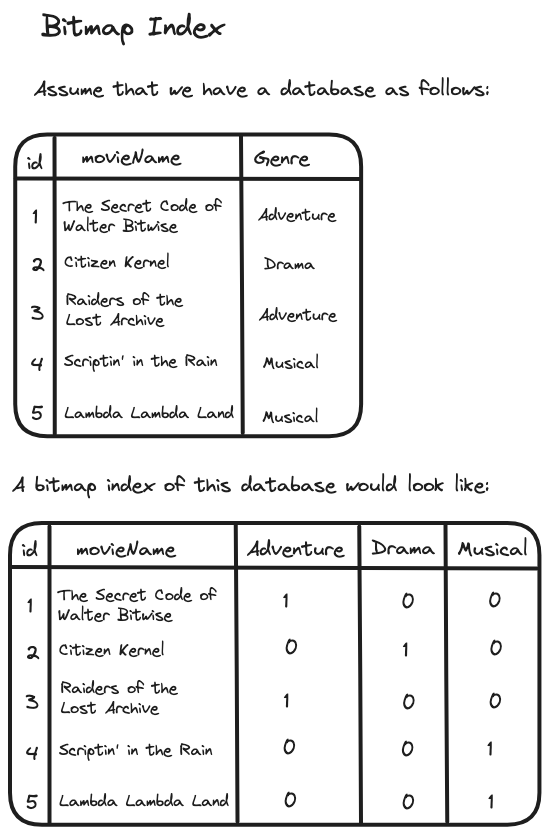 Bitmap Index
Assume that we have a database as follows:
id movieName Genre
1 The Secret Code of
Walter Bitwise Adventure
2 Citizen Kernel Drama
3 Raiders of the
Lost Archive Adventure
4 Scriptin' in the Rain Musical
5 Lambda Lambda Land Musical
A bitmap index of this database would look like:
id movieName Adventure Drama Musical
1 The Secret Code of
Walter Bitwise 1 0 0
2 Citizen Kernel 0 1 0
3 Raiders of the
Lost Archive 1 0 0
4 Scriptin' in the Rain 0 0 1
5 Lambda Lambda Land 0 0 1